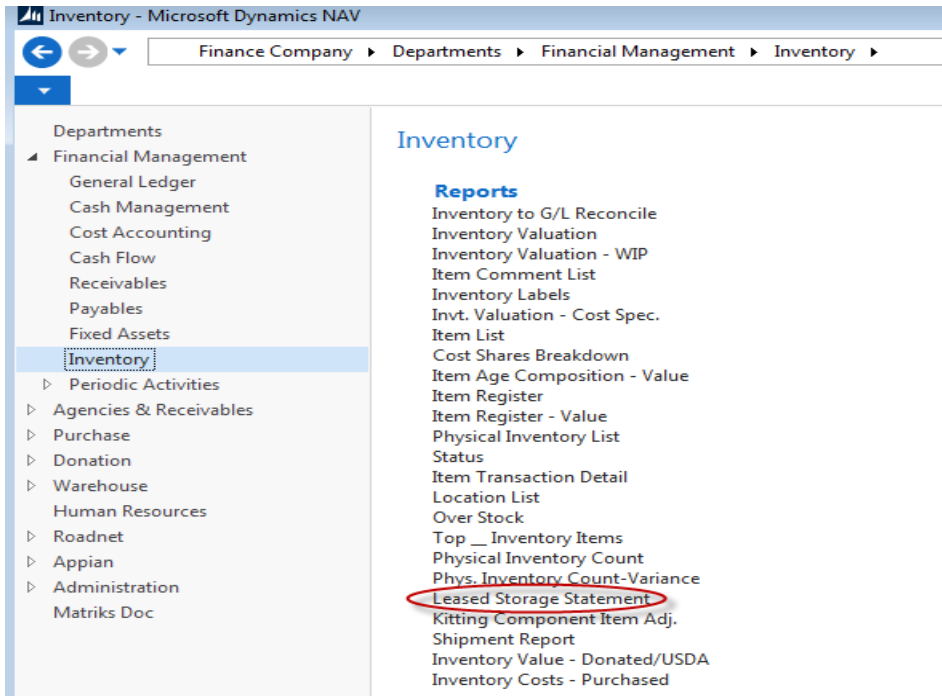 Inventory - Microsoft Dynamics NAV
Finance Company ▸ Departments ▸ Financial Management ▸ Inventory ▸
Departments
Financial Management
General Ledger
Cash Management
Cost Accounting
Cash Flow
Receivables
Payables
Fixed Assets
Inventory
Periodic Activities
Agencies & Receivables
Purchase
Donation
Warehouse
Human Resources
Roadnet
Appian
Administration
Matriks Doc
Inventory
Reports
Inventory to G/L Reconcile
Inventory Valuation
Inventory Valuation - WIP
Item Comment List
Inventory Labels
Invt. Valuation - Cost Spec.
Item List
Cost Shares Breakdown
Item Age Composition - Value
Item Register
Item Register - Value
Physical Inventory List
Status
Item Transaction Detail
Location List
Over Stock
Top __ Inventory Items
Physical Inventory Count
Phys. Inventory Count-Variance
Leased Storage Statement
Kitting Component Item Adj.
Shipment Report
Inventory Value - Donated/USDA
Inventory Costs - Purchased